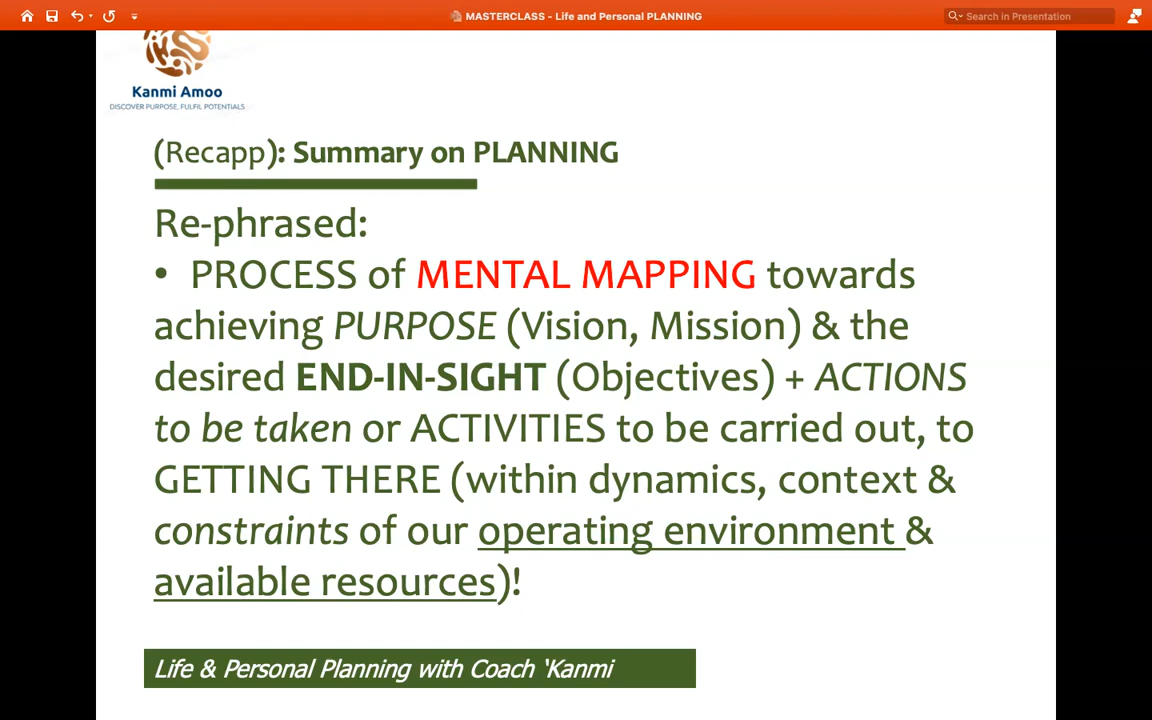 MASTERCLASS - Life and Personal PLANNING
Search in Presentation
Kanmi Amoo
DISCOVER PURPOSE, FULFIL POTENTIALS
(Recapp): Summary on PLANNING
Re-phrased:
• PROCESS of MENTAL MAPPING towards
achieving PURPOSE (Vision, Mission) & the
desired END-IN-SIGHT (Objectives) + ACTIONS
to be taken or ACTIVITIES to be carried out, to
GETTING THERE (within dynamics, context &
constraints of our operating environment &
available resources)!
Life & Personal Planning with Coach ‘Kanmi